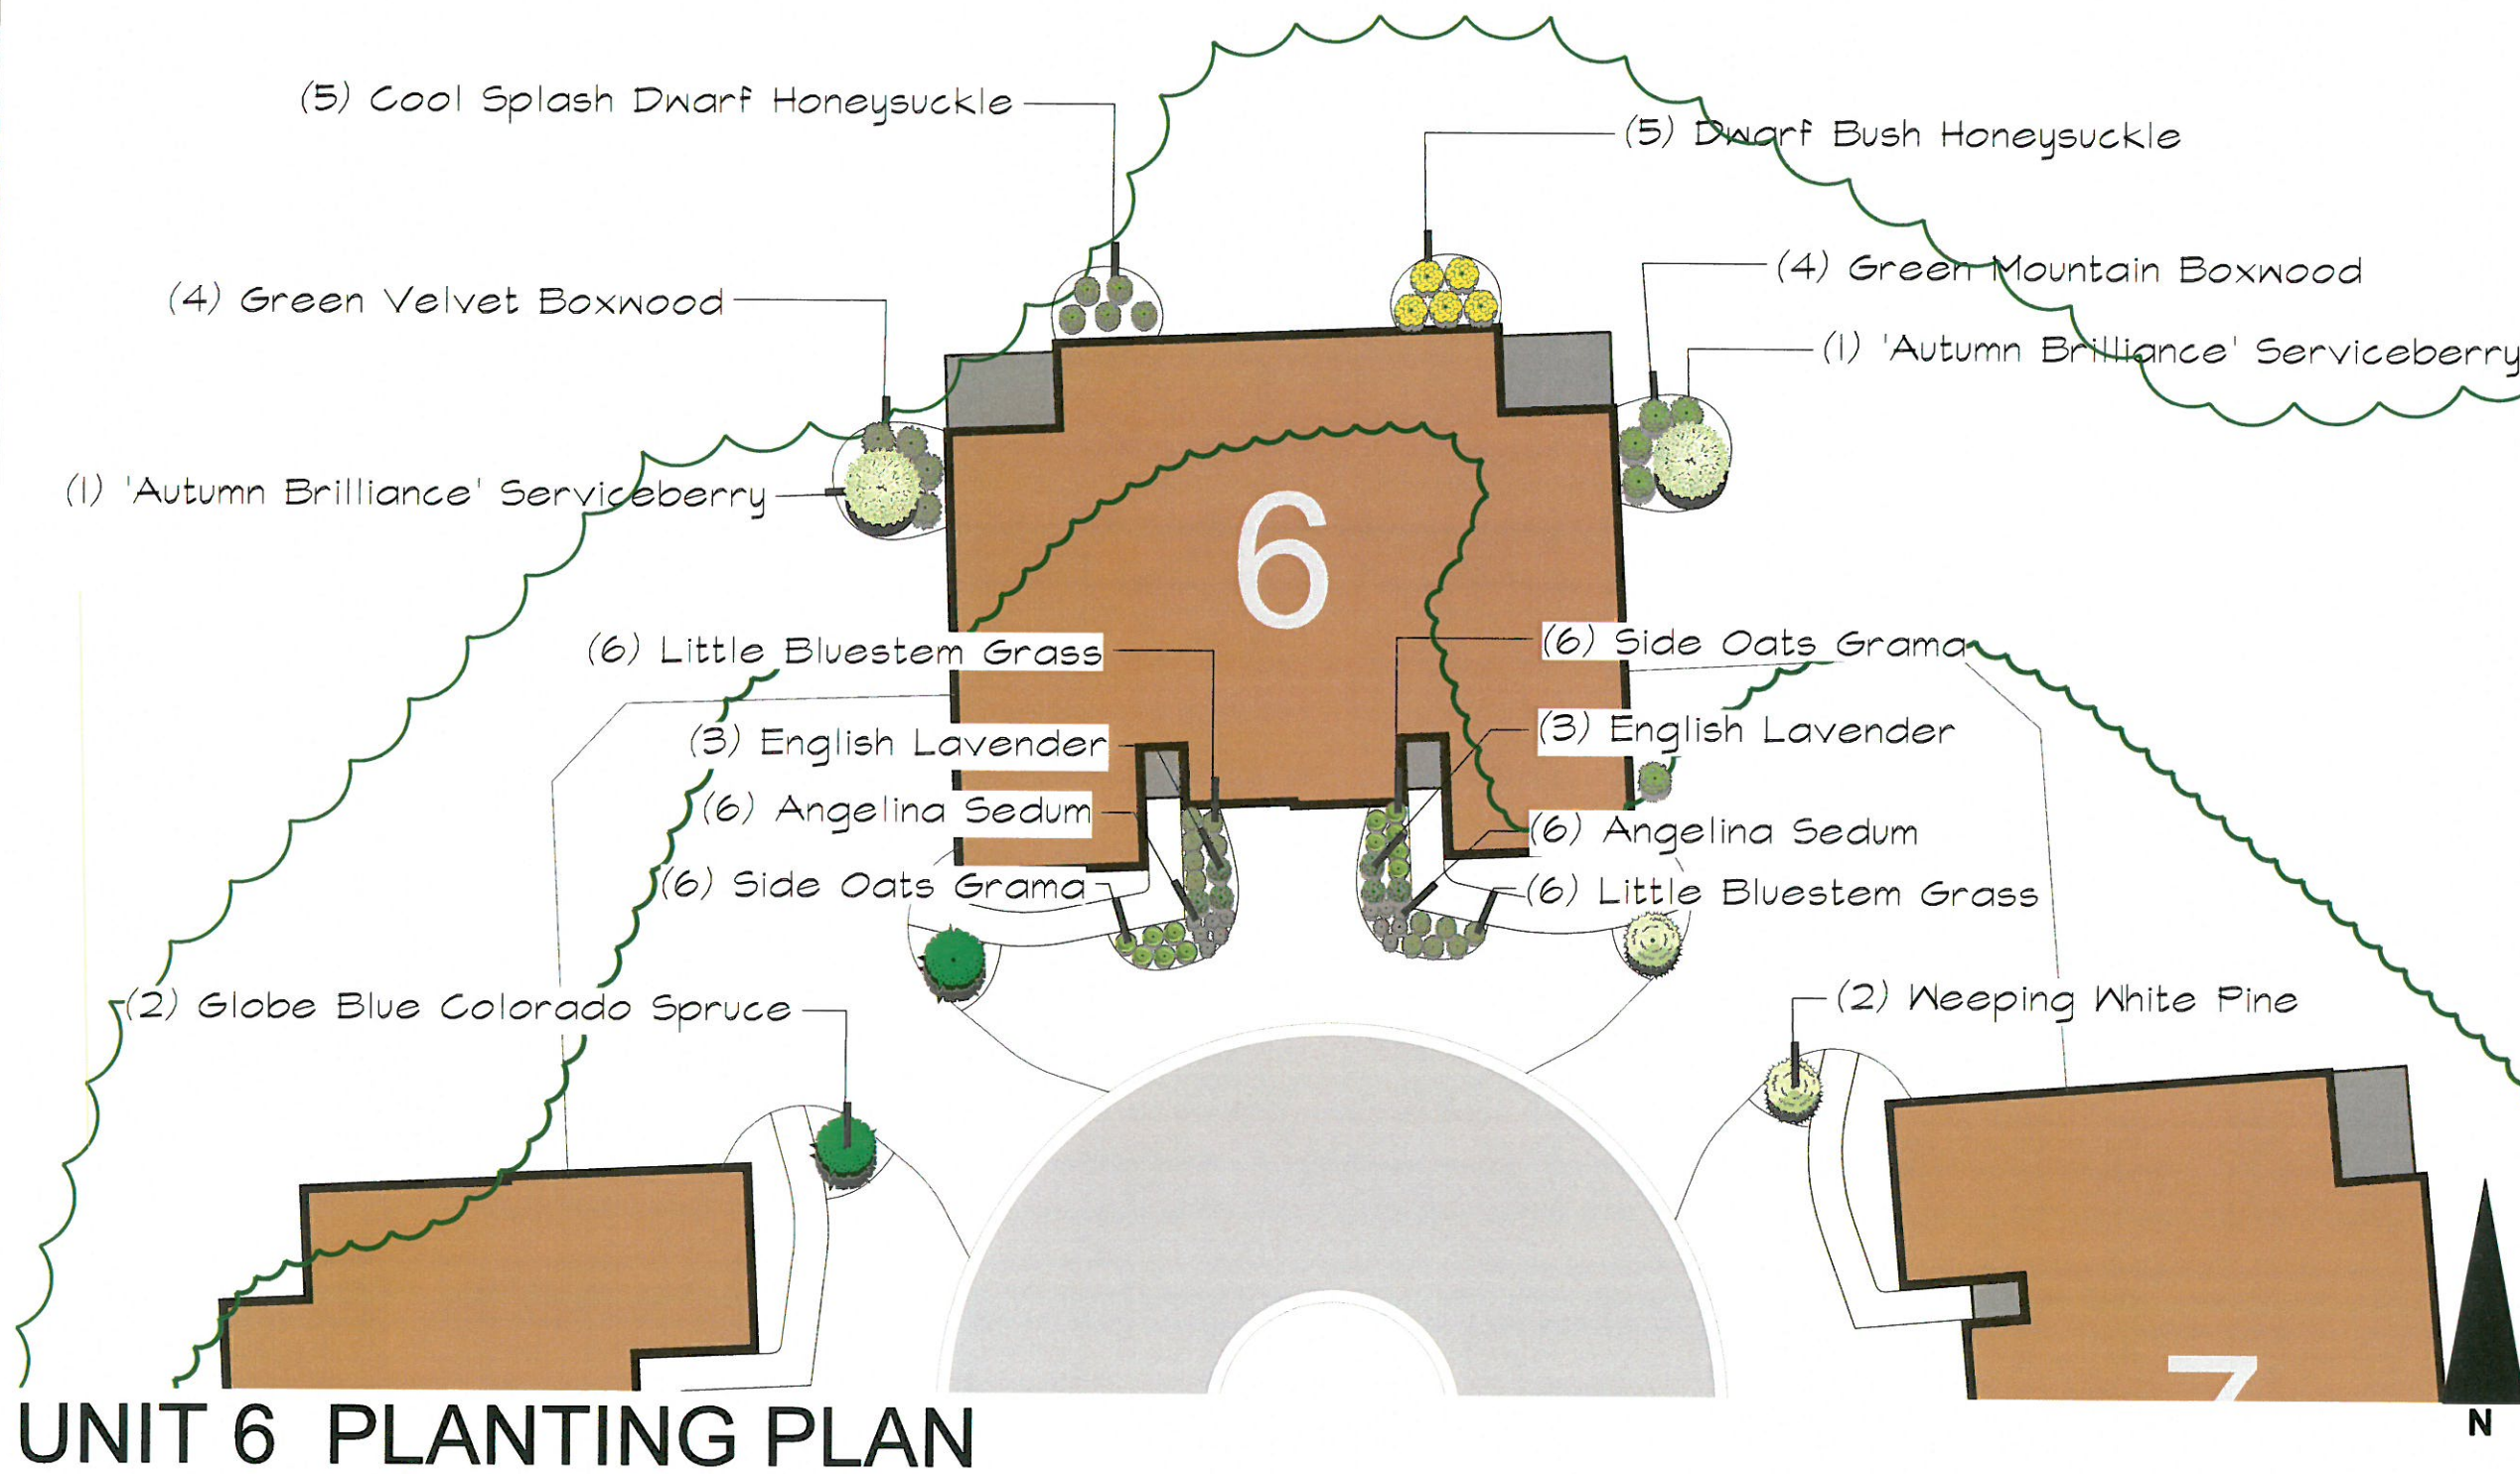 (5) Cool Splash Dwarf Honeysuckle
(5) Dwarf Bush Honeysuckle
(4) Green Velvet Boxwood
(4) Green Mountain Boxwood
(1) 'Autumn Brilliance' Serviceberry
(1) 'Autumn Brilliance' Serviceberry
6
(6) Little Bluestem Grass
(6) Side Oats Grama
(3) English Lavender
(3) English Lavender
(6) Angelina Sedum
(6) Angelina Sedum
(6) Side Oats Grama
(6) Little Bluestem Grass
(2) Globe Blue Colorado Spruce
(2) Weeping White Pine
7
UNIT 6 PLANTING PLAN
N